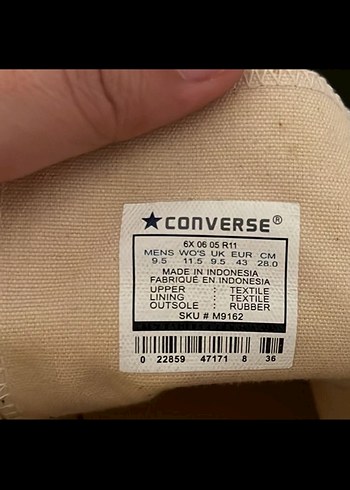 ★CONVERSE®
6X 06 05 R11
MENS WO'S UK EUR CM
9.5 11.5 9.5 43 28.0
MADE IN INDONESIA
FABRIQUÉ EN INDONESIA
UPPER : TEXTILE
LINING : TEXTILE
OUTSOLE : RUBBER
SKU # M9162
0 22859 47171 8 36